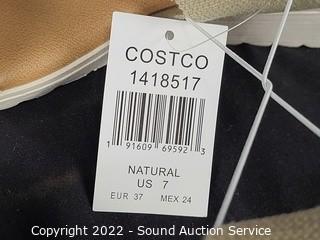 COSTCO
1418517
1 91609 69592 3
NATURAL
US 7
EUR 37 MEX 24
Copyright ©2022 - Sound Auction Service